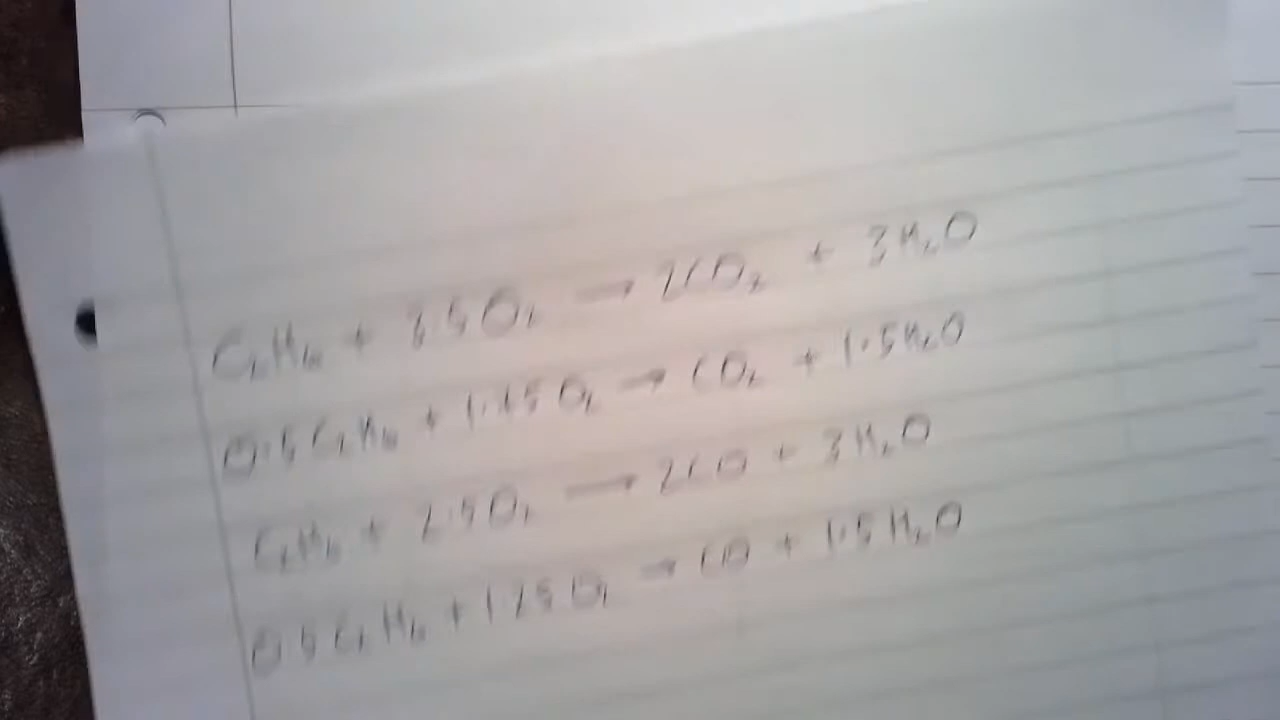 C₂H₆ + 3.5O₂ → 2CO₂ + 3H₂O
0.5C₂H₆ + 1.75O₂ → CO₂ + 1.5H₂O
C₂H₆ + 2.5O₂ → 2CO + 3H₂O
0.5C₂H₆ + 1.25O₂ → CO + 1.5H₂O